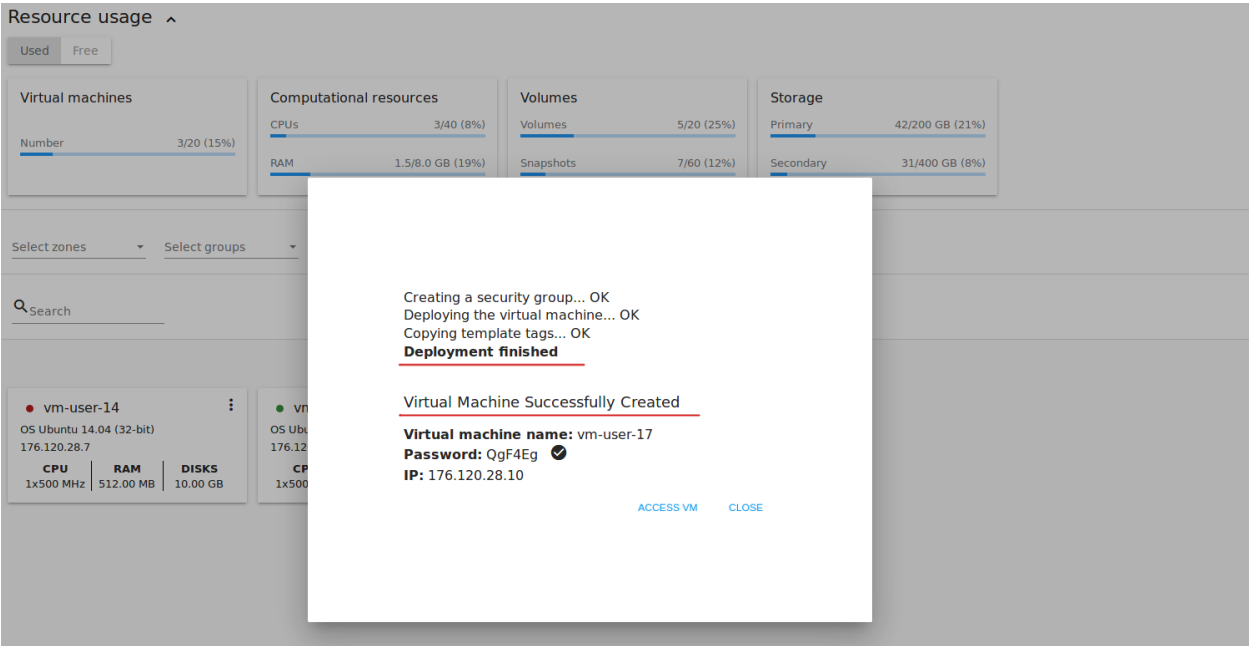 Resource usage
Used Free
Virtual machines
Number 3/20 (15%)
Computational resources
CPUs 3/40 (8%)
RAM 1.5/8.0 GB (19%)
Volumes
Volumes 5/20 (25%)
Snapshots 7/60 (12%)
Storage
Primary 42/200 GB (21%)
Secondary 31/400 GB (8%)
Select zones Select groups
Search
vm-user-14
OS Ubuntu 14.04 (32-bit)
176.120.28.7
CPU RAM DISKS
1x500 MHz 512.00 MB 10.00 GB
Creating a security group... OK
Deploying the virtual machine... OK
Copying template tags... OK
Deployment finished
Virtual Machine Successfully Created
Virtual machine name: vm-user-17
Password: QgF4Eg
IP: 176.120.28.10
ACCESS VM CLOSE